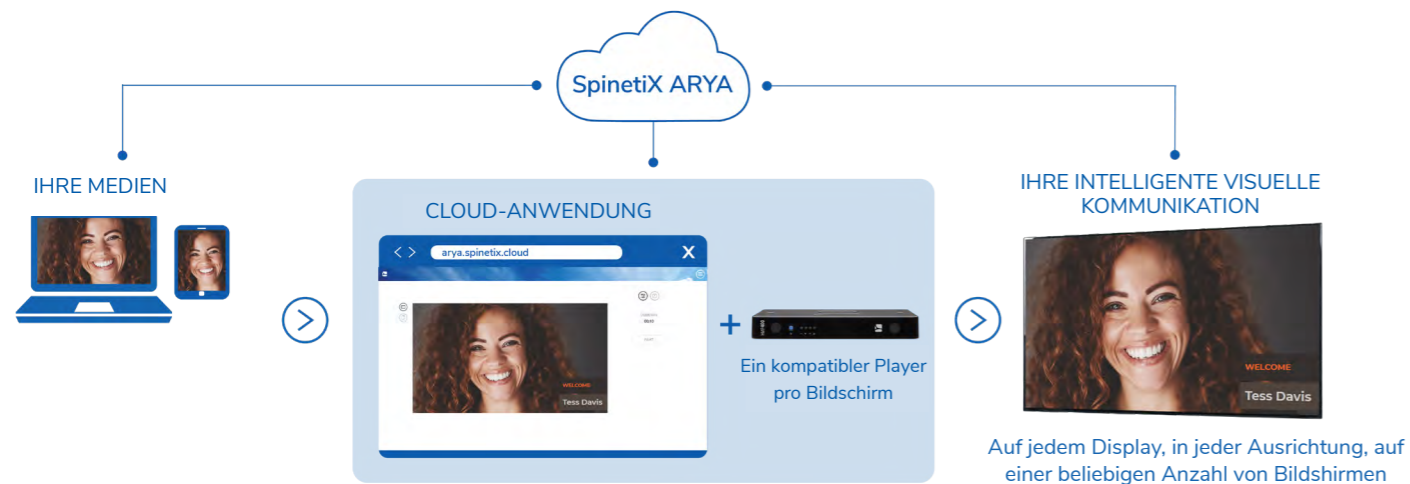 SpinetiX ARYA
IHRE MEDIEN
CLOUD-ANWENDUNG
arya.spinetix.cloud
X
WELCOME
Tess Davis
+
Ein kompatibler Player
pro Bildschirm
IHRE INTELLIGENTE VISUELLE
KOMMUNIKATION
WELCOME
Tess Davis
Auf jedem Display, in jeder Ausrichtung, auf
einer beliebigen Anzahl von Bildshirmen